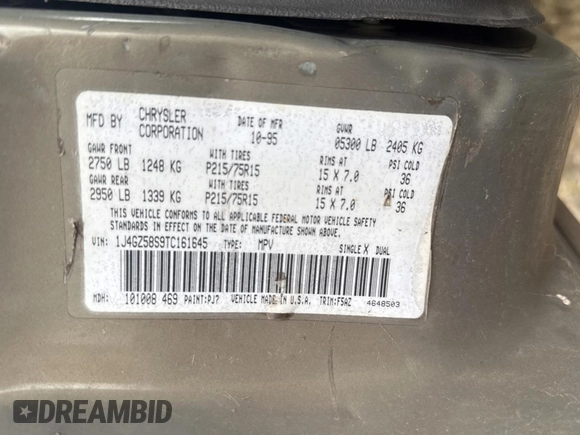 MFD BY CHRYSLER CORPORATION DATE OF MFR 10-95 GVWR 05300 LB 2405 KG
GAWR FRONT WITH TIRES RIMS AT PSI COLD
2750 LB 1248 KG P215/75R15 15 X 7.0 36
GAWR REAR WITH TIRES RIMS AT PSI COLD
2950 LB 1339 KG P215/75R15 15 X 7.0 36
THIS VEHICLE CONFORMS TO ALL APPLICABLE FEDERAL MOTOR VEHICLE SAFETY
STANDARDS IN EFFECT ON THE DATE OF MANUFACTURE SHOWN ABOVE.
VIN: 1J4GZ58S9TC161645 TYPE: MPV SINGLE X DUAL
MDH: 101008 469 PAINT:PJ7 VEHICLE MADE IN U.S.A. TRIM:F5AZ 4648503
DREAMBID